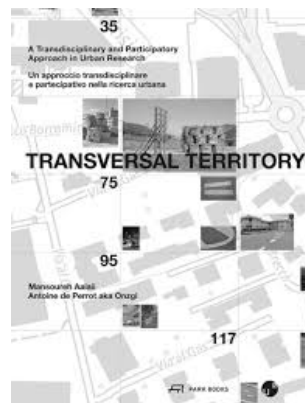 35
A Transdisciplinary and Participatory
Approach in Urban Research
Un approccio transdisciplinare
e partecipativo nella ricerca urbana
TRANSVERSAL TERRITORY
75
95
Mansoureh Aalaii
Antoine de Perrot aka Onzgi
117
PARK BOOKS